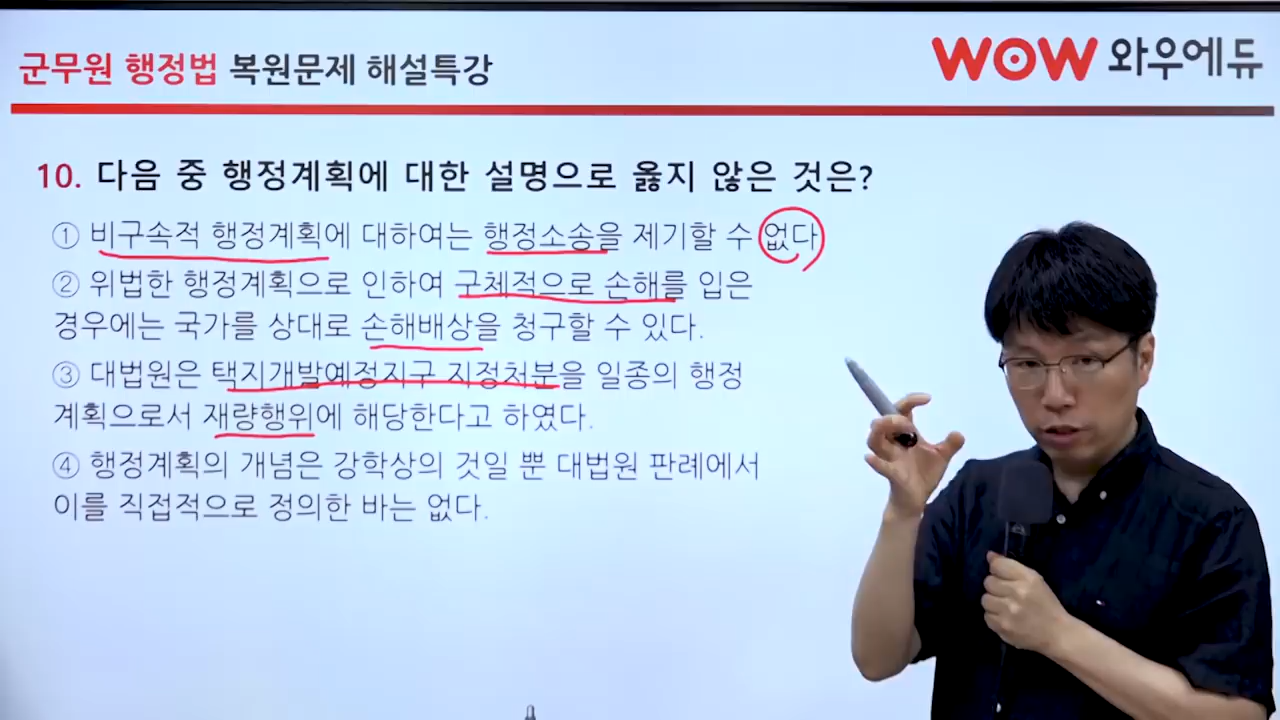 군무원 행정법 복원문제 해설특강
WOW 와우에듀
10. 다음 중 행정계획에 대한 설명으로 옳지 않은 것은?
① 비구속적 행정계획에 대하여는 행정소송을 제기할 수 없다
② 위법한 행정계획으로 인하여 구체적으로 손해를 입은
경우에는 국가를 상대로 손해배상을 청구할 수 있다.
③ 대법원은 택지개발예정지구 지정처분을 일종의 행정
계획으로서 재량행위에 해당한다고 하였다.
④ 행정계획의 개념은 강학상의 것일 뿐 대법원 판례에서
이를 직접적으로 정의한 바는 없다.